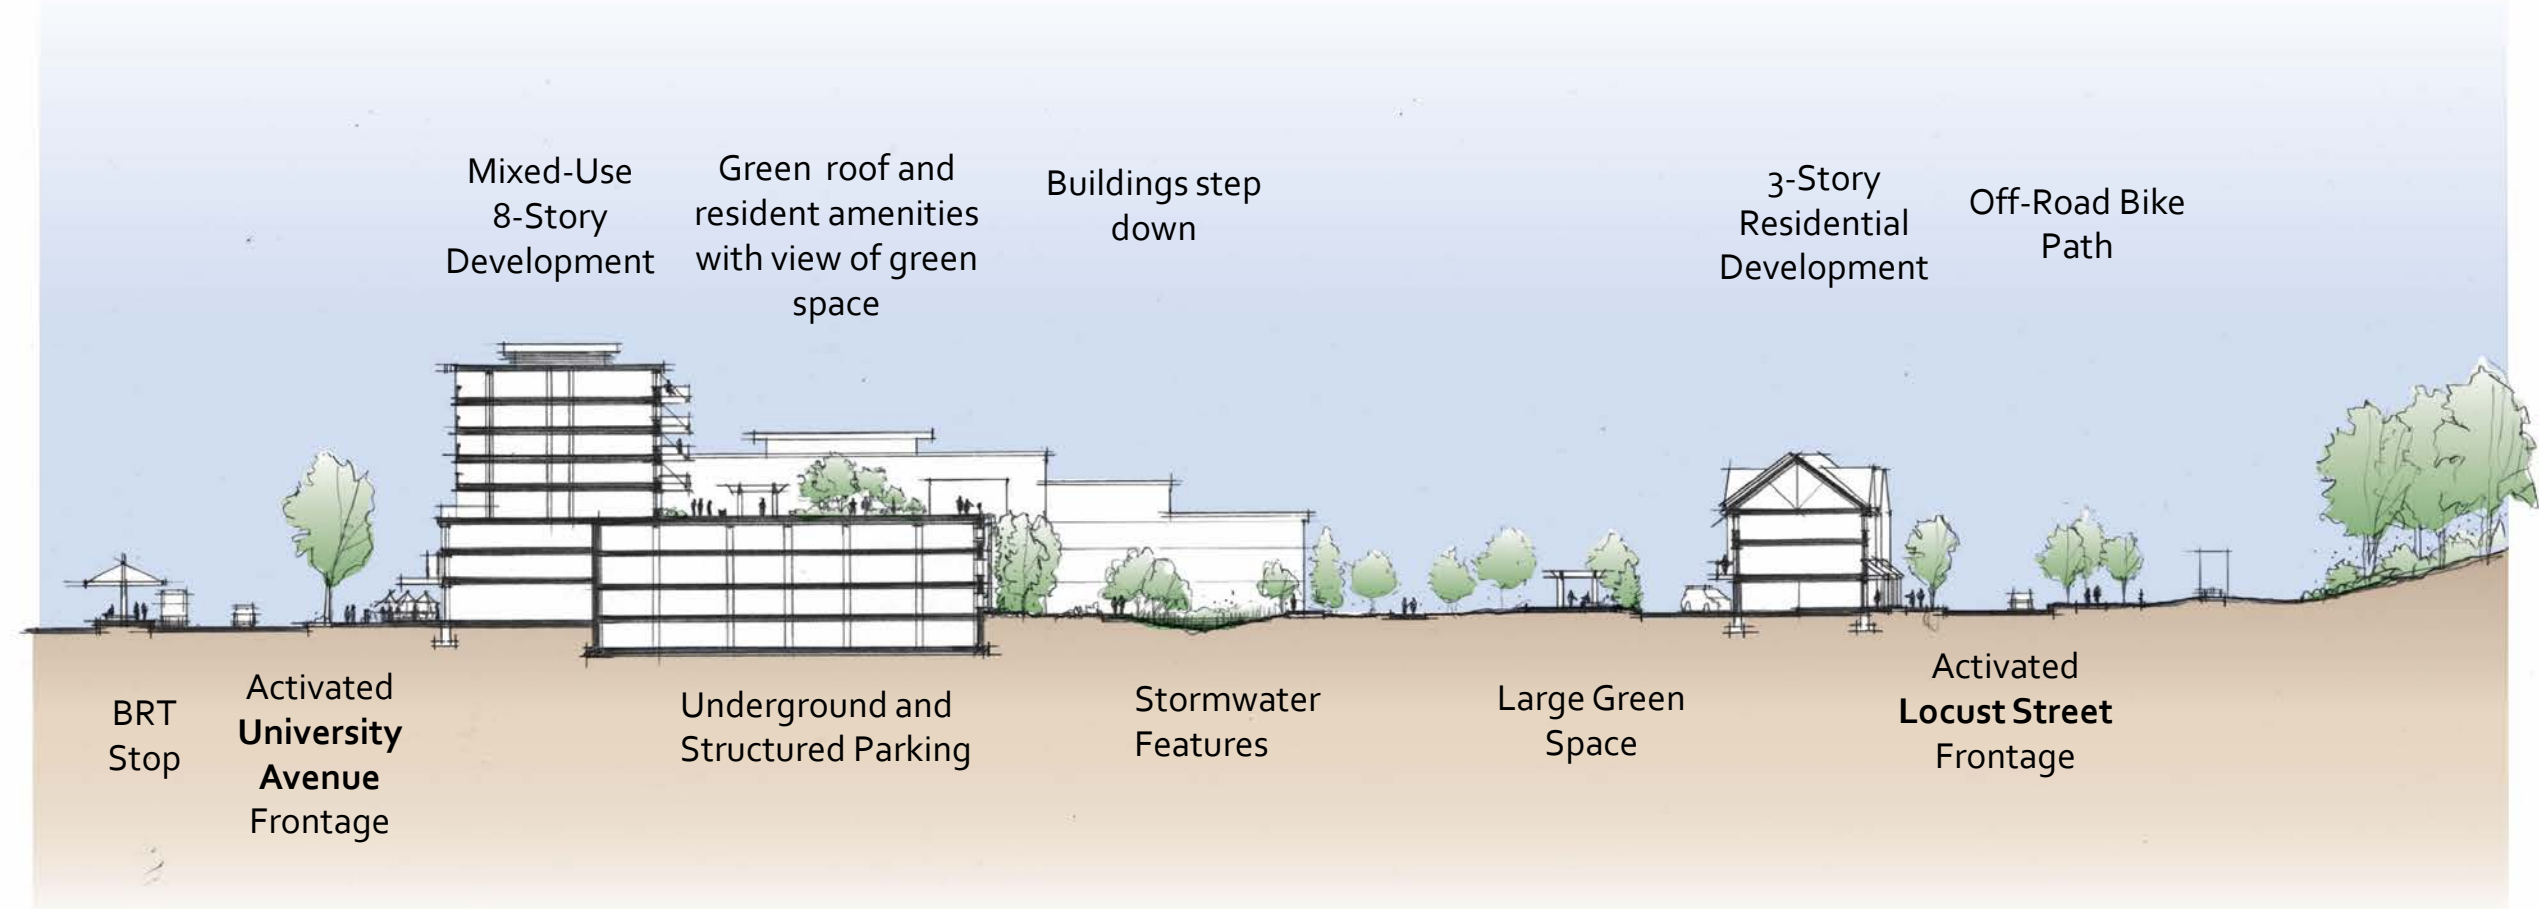 Mixed-Use
8-Story
Development
Green roof and
resident amenities
with view of green
space
Buildings step
down
3-Story
Residential
Development
Off-Road Bike
Path
BRT
Stop
Activated
University
Avenue
Frontage
Underground and
Structured Parking
Stormwater
Features
Large Green
Space
Activated
Locust Street
Frontage